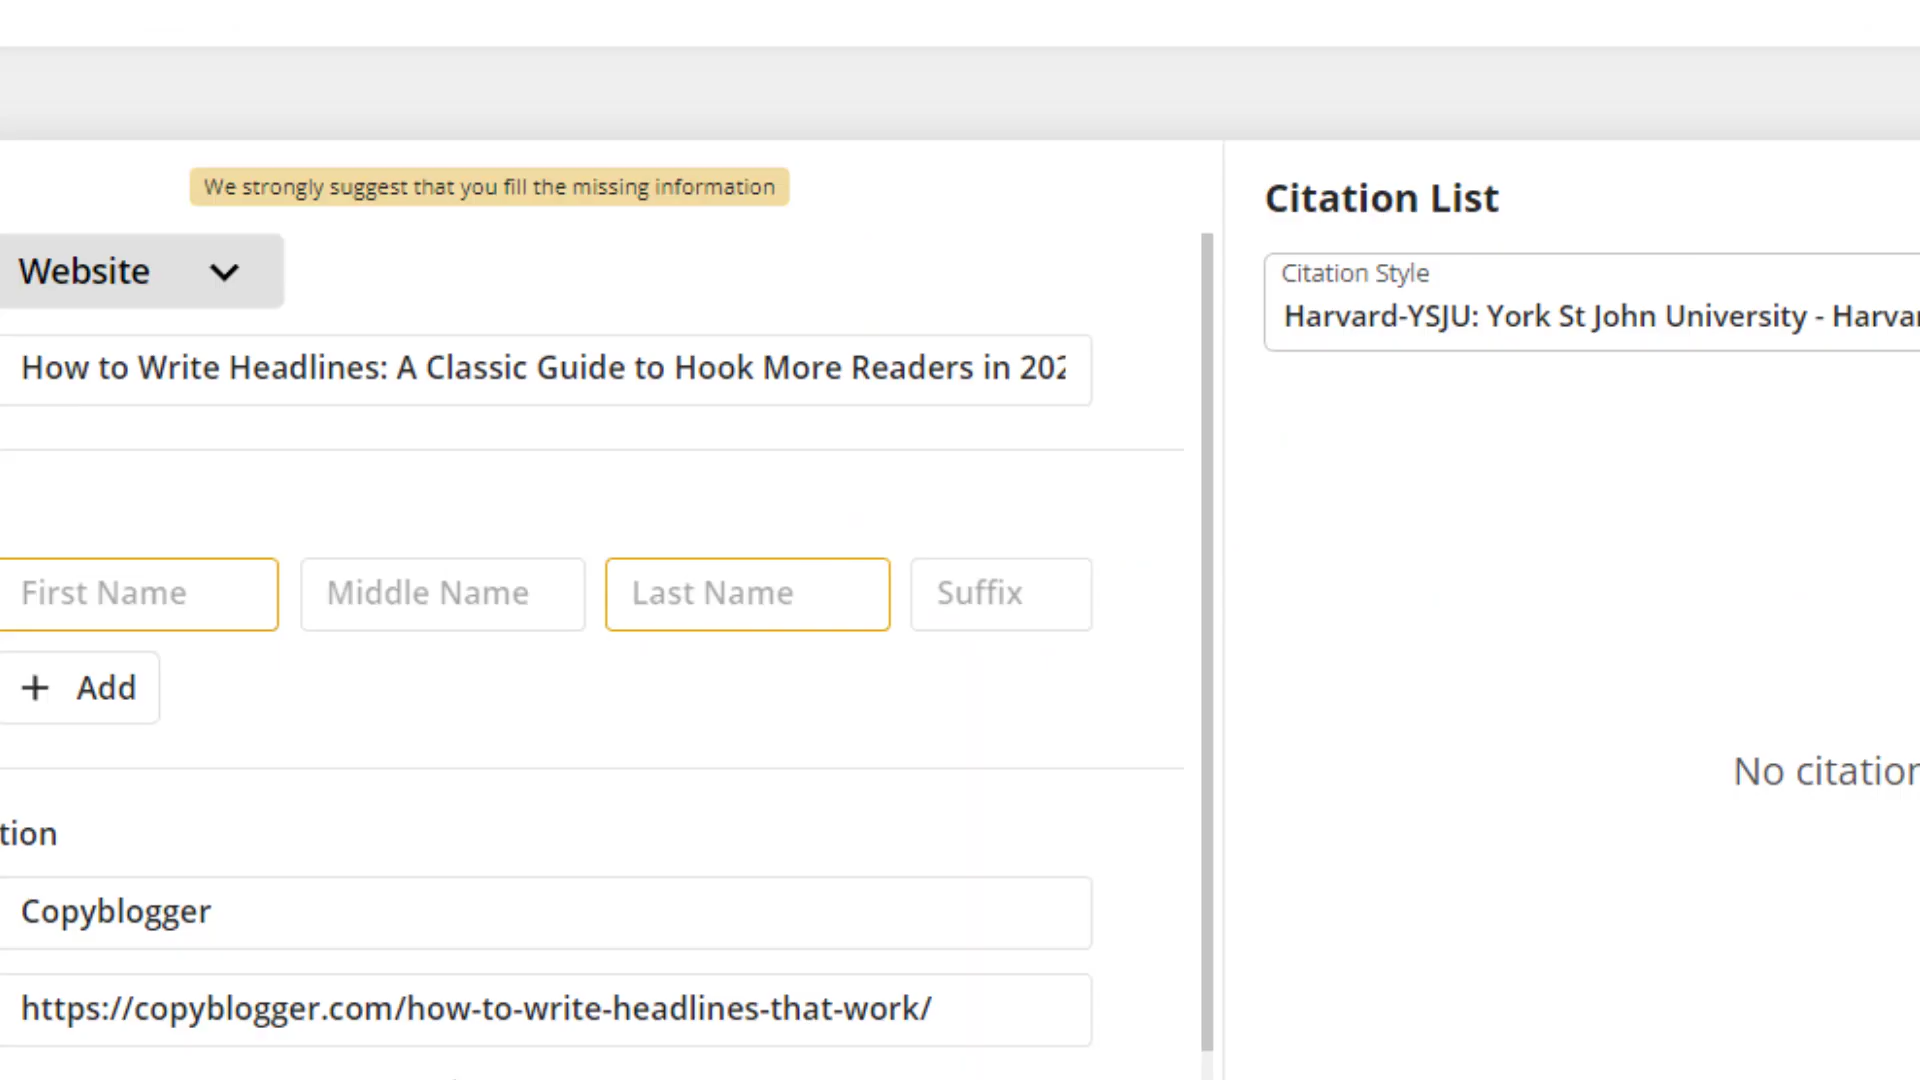 We strongly suggest that you fill the missing information
Website
How to Write Headlines: A Classic Guide to Hook More Readers in 202
First Name
Middle Name
Last Name
Suffix
+ Add
tion
Copyblogger
https://copyblogger.com/how-to-write-headlines-that-work/
Citation List
Citation Style
Harvard-YSJU: York St John University - Harvar
No citation